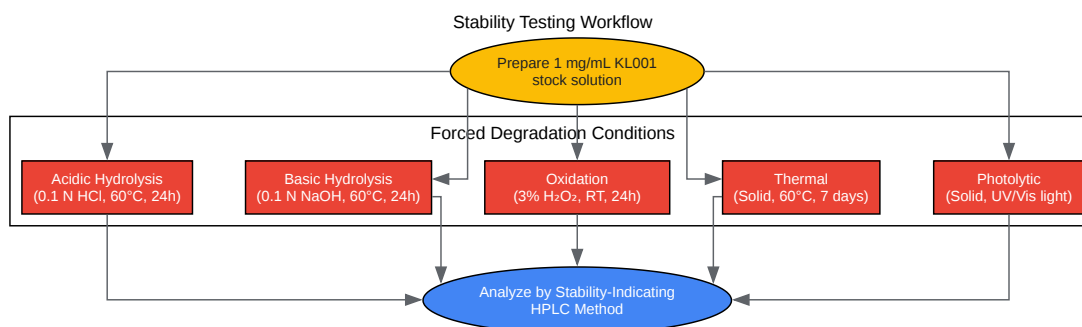 Stability Testing Workflow
Prepare 1 mg/mL KL001
stock solution
Forced Degradation Conditions
Acidic Hydrolysis
(0.1 N HCl, 60°C, 24h)
Basic Hydrolysis
(0.1 N NaOH, 60°C, 24h)
Oxidation
(3% H₂O₂, RT, 24h)
Thermal
(Solid, 60°C, 7 days)
Photolytic
(Solid, UV/Vis light)
Analyze by Stability-Indicating
HPLC Method